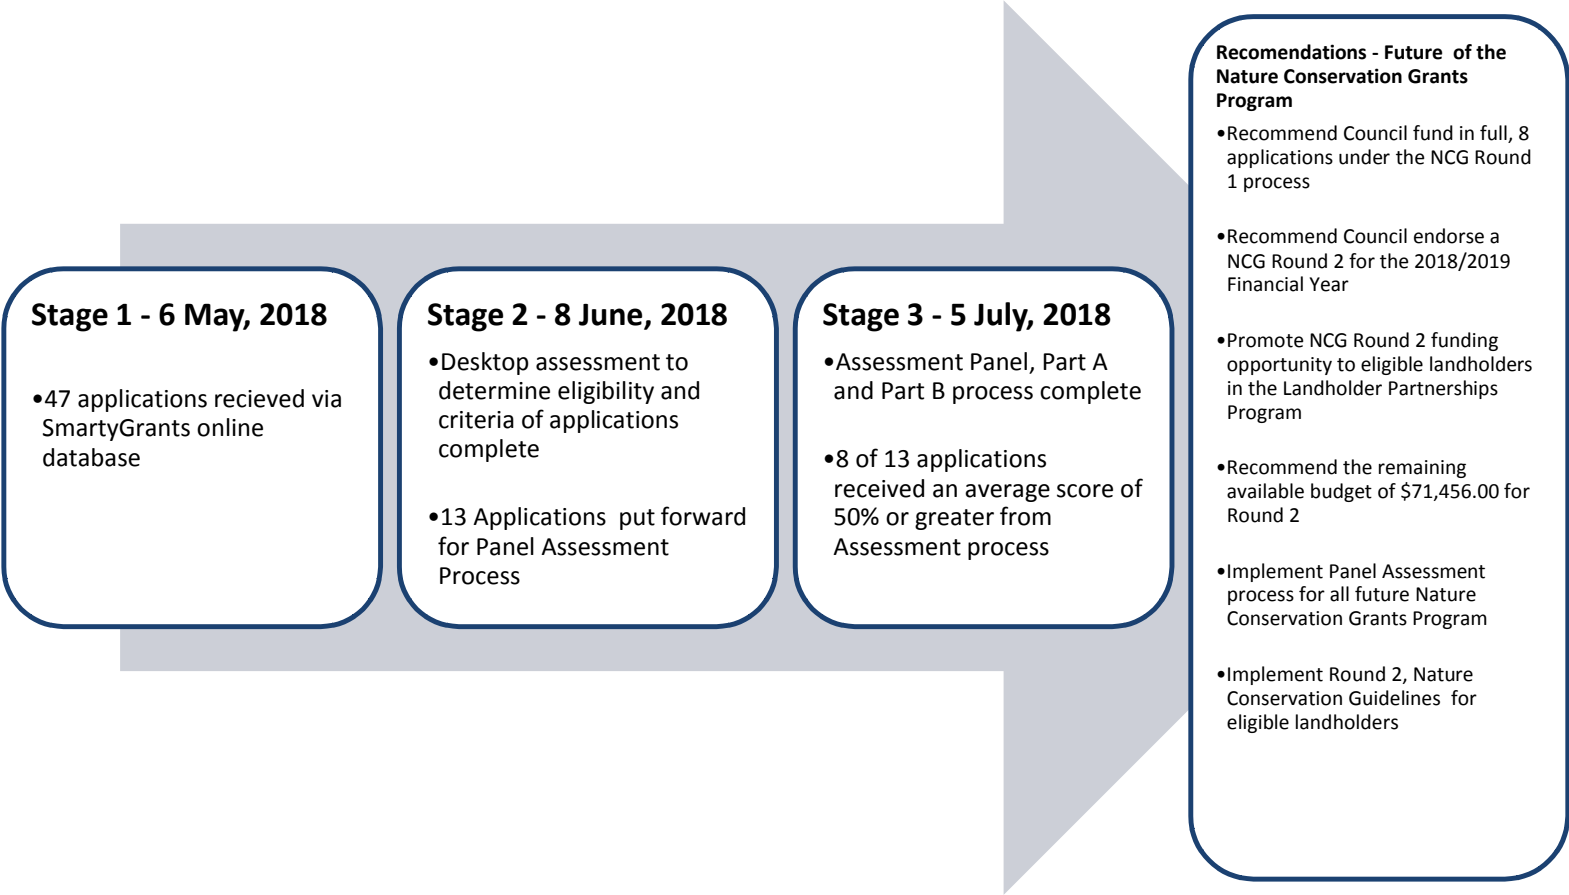 Stage 1 - 6 May, 2018
•47 applications recieved via
SmartyGrants online
database
Stage 2 - 8 June, 2018
•Desktop assessment to
determine eligibility and
criteria of applications
complete
•13 Applications  put forward
for Panel Assessment
Process
Stage 3 - 5 July, 2018
•Assessment Panel, Part A
and Part B process complete
•8 of 13 applications
received an average score of
50% or greater from
Assessment process
Recomendations - Future  of the
Nature Conservation Grants
Program
•Recommend Council fund in full, 8
applications under the NCG Round
1 process
•Recommend Council endorse a
NCG Round 2 for the 2018/2019
Financial Year
•Promote NCG Round 2 funding
opportunity to eligible landholders
in the Landholder Partnerships
Program
•Recommend the remaining
available budget of $71,456.00 for
Round 2
•Implement Panel Assessment
process for all future Nature
Conservation Grants Program
•Implement Round 2, Nature
Conservation Guidelines  for
eligible landholders